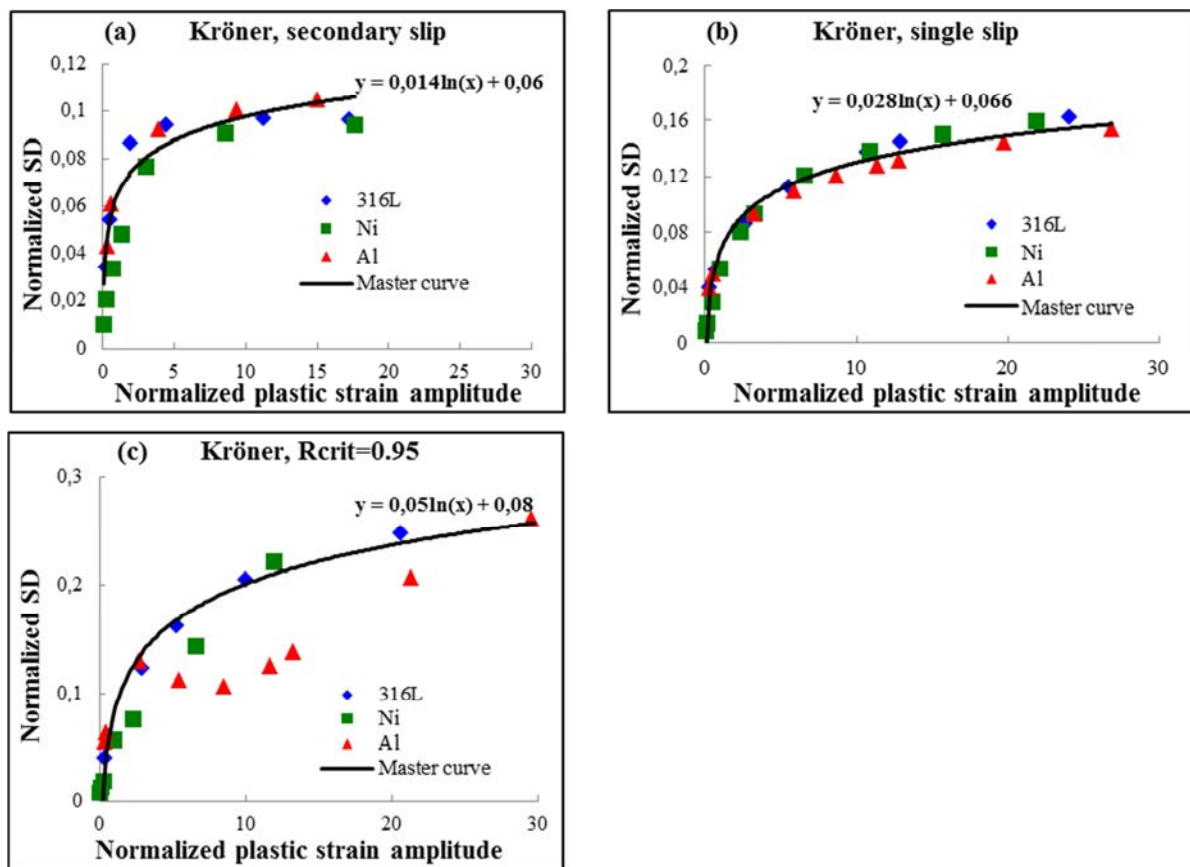 (a) Kröner, secondary slip
0,12
0,1
0,08
0,06
0,04
0,02
0
y = 0,014ln(x) + 0,06
316L
Ni
Al
Master curve
0 5 10 15 20 25 30
Normalized SD
Normalized plastic strain amplitude
(b) Kröner, single slip
0,2
0,16
0,12
0,08
0,04
0
y = 0,028ln(x) + 0,066
316L
Ni
Al
Master curve
0 10 20 30
Normalized SD
Normalized plastic strain amplitude
(c) Kröner, Rcrit=0.95
0,3
0,2
0,1
0
y = 0,05ln(x) + 0,08
316L
Ni
Al
Master curve
0 10 20 30
Normalized SD
Normalized plastic strain amplitude